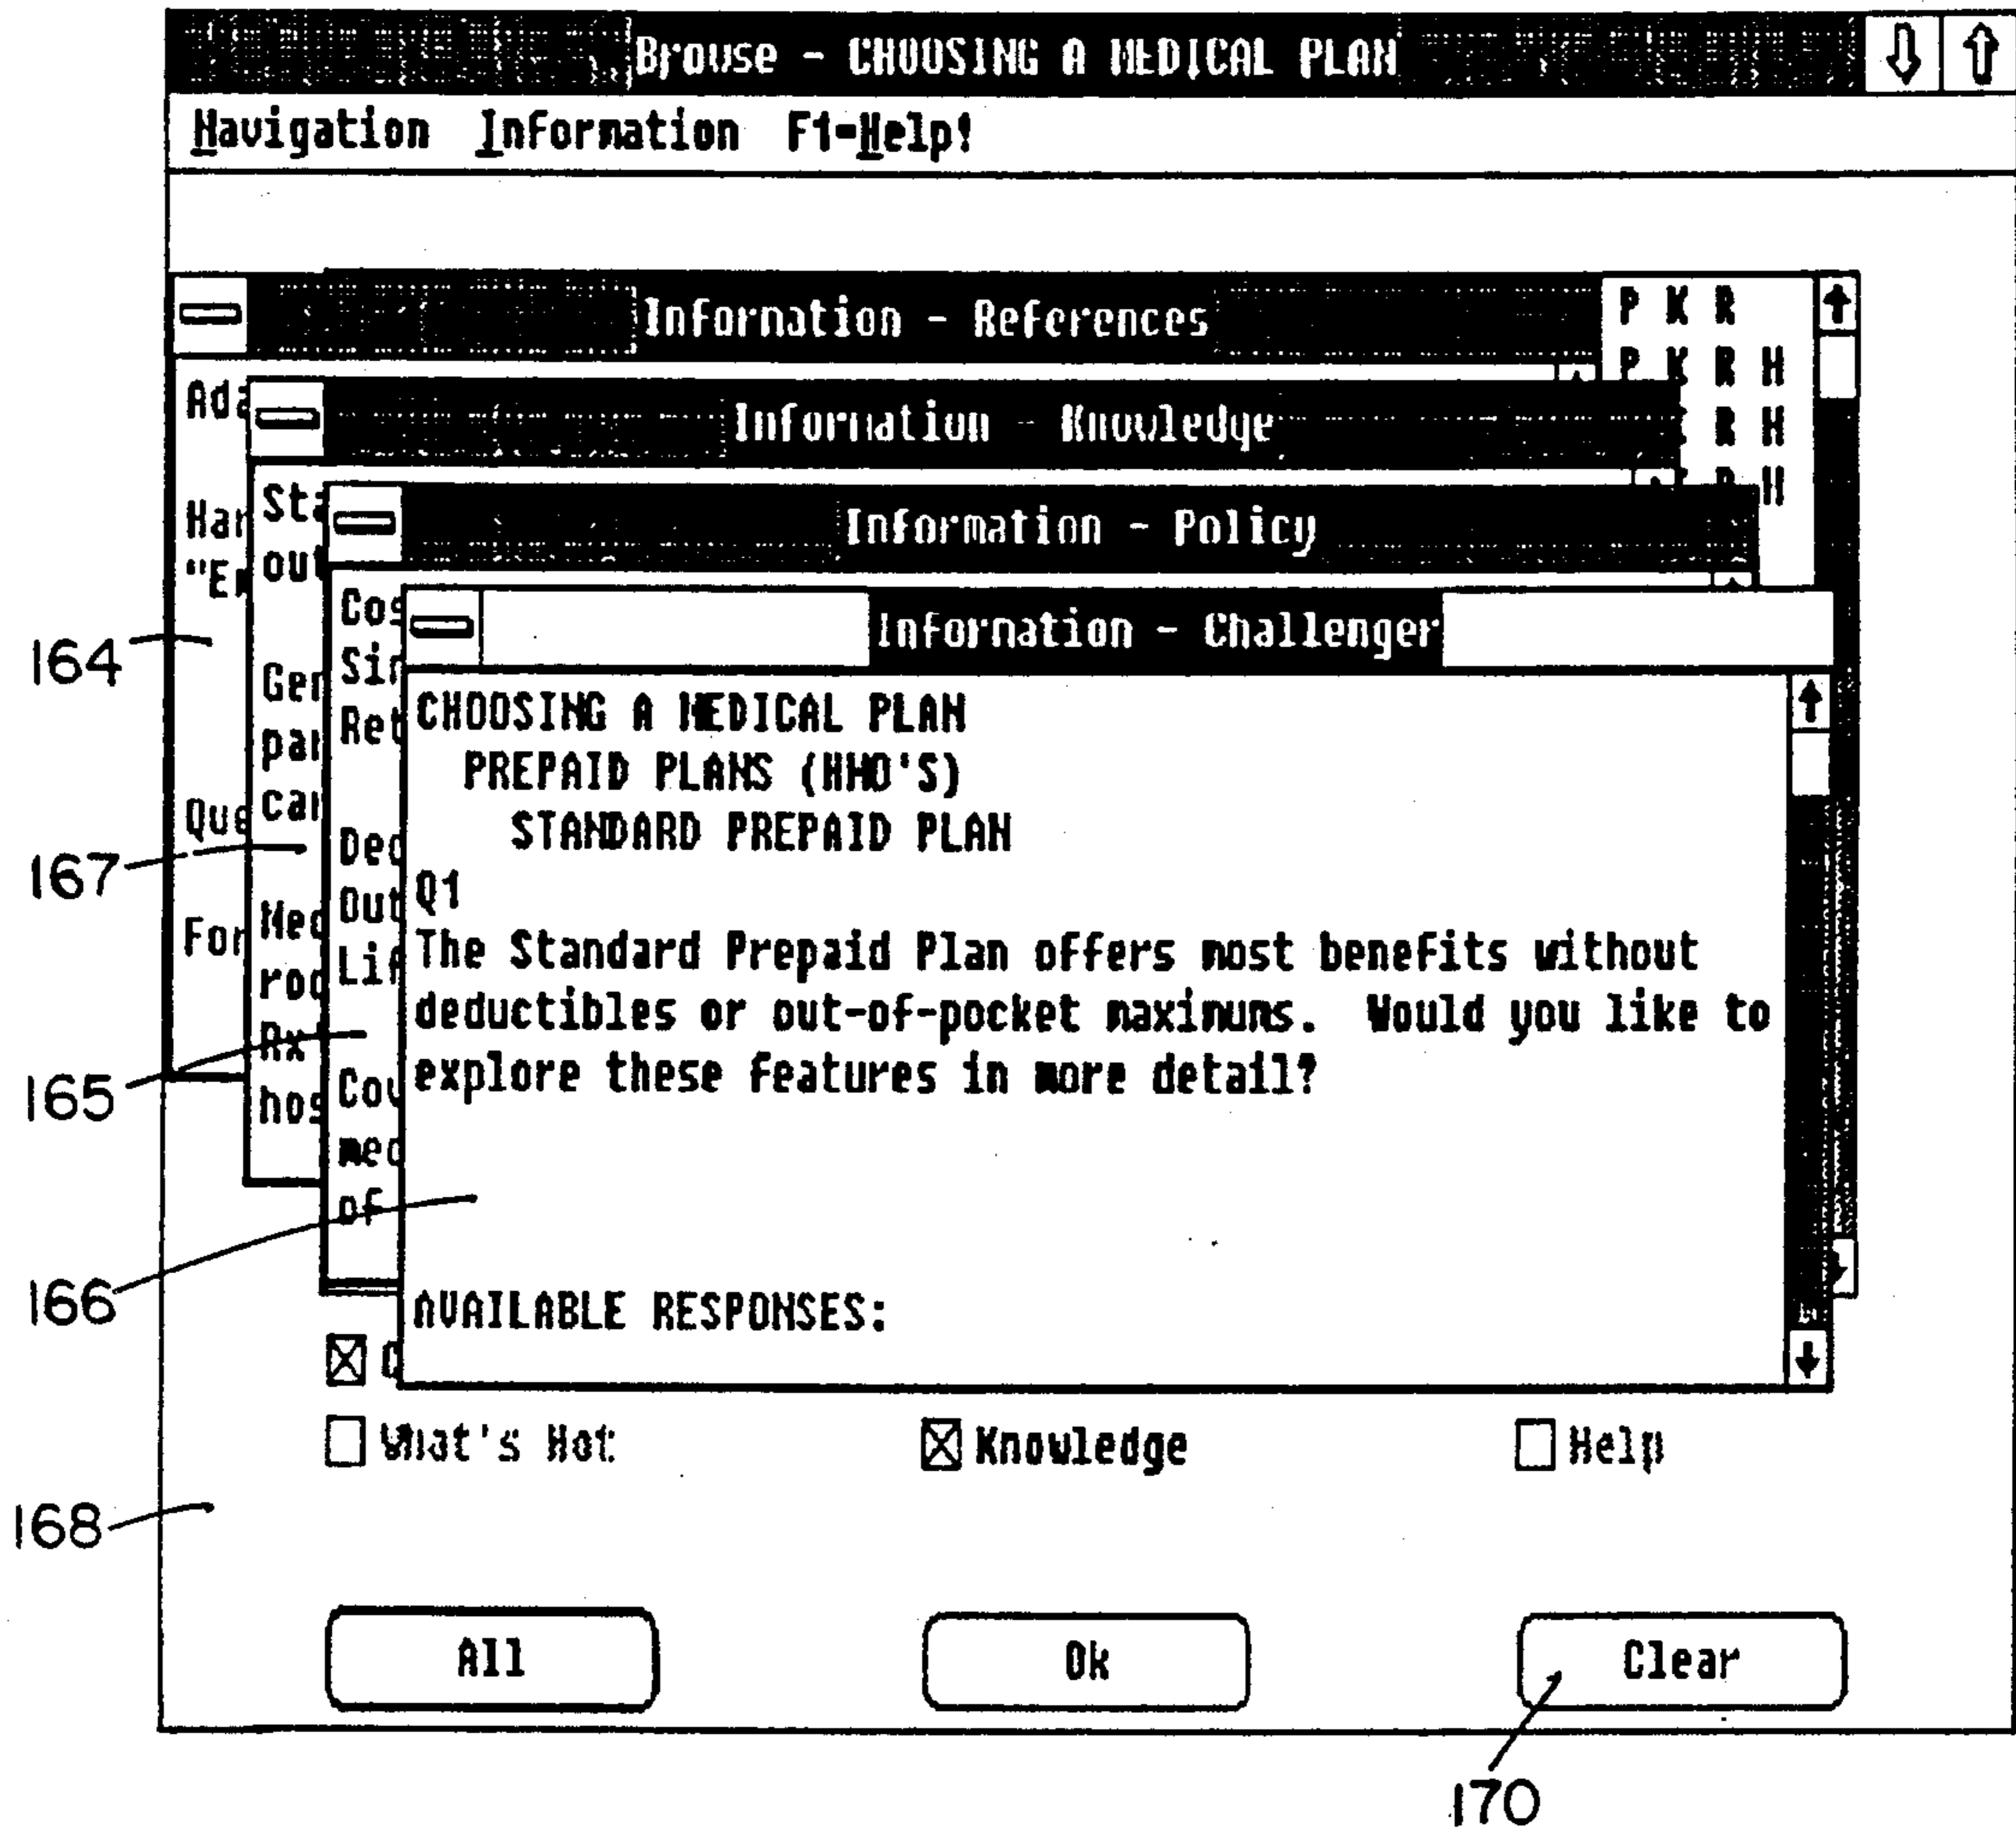 Browse - CHOOSING A MEDICAL PLAN
Navigation Information F1=Help!
Information - References
P K R
P K R H
R H
R H
Information - Knowledge
Information - Policy
Information - Challenger
CHOOSING A MEDICAL PLAN
PREPAID PLANS (HMO'S)
STANDARD PREPAID PLAN
Q1
The Standard Prepaid Plan offers most benefits without
deductibles or out-of-pocket maximums. Would you like to
explore these features in more detail?
AVAILABLE RESPONSES:
What's Hot
Knowledge
Help
All
Ok
Clear
164
167
165
166
168
170